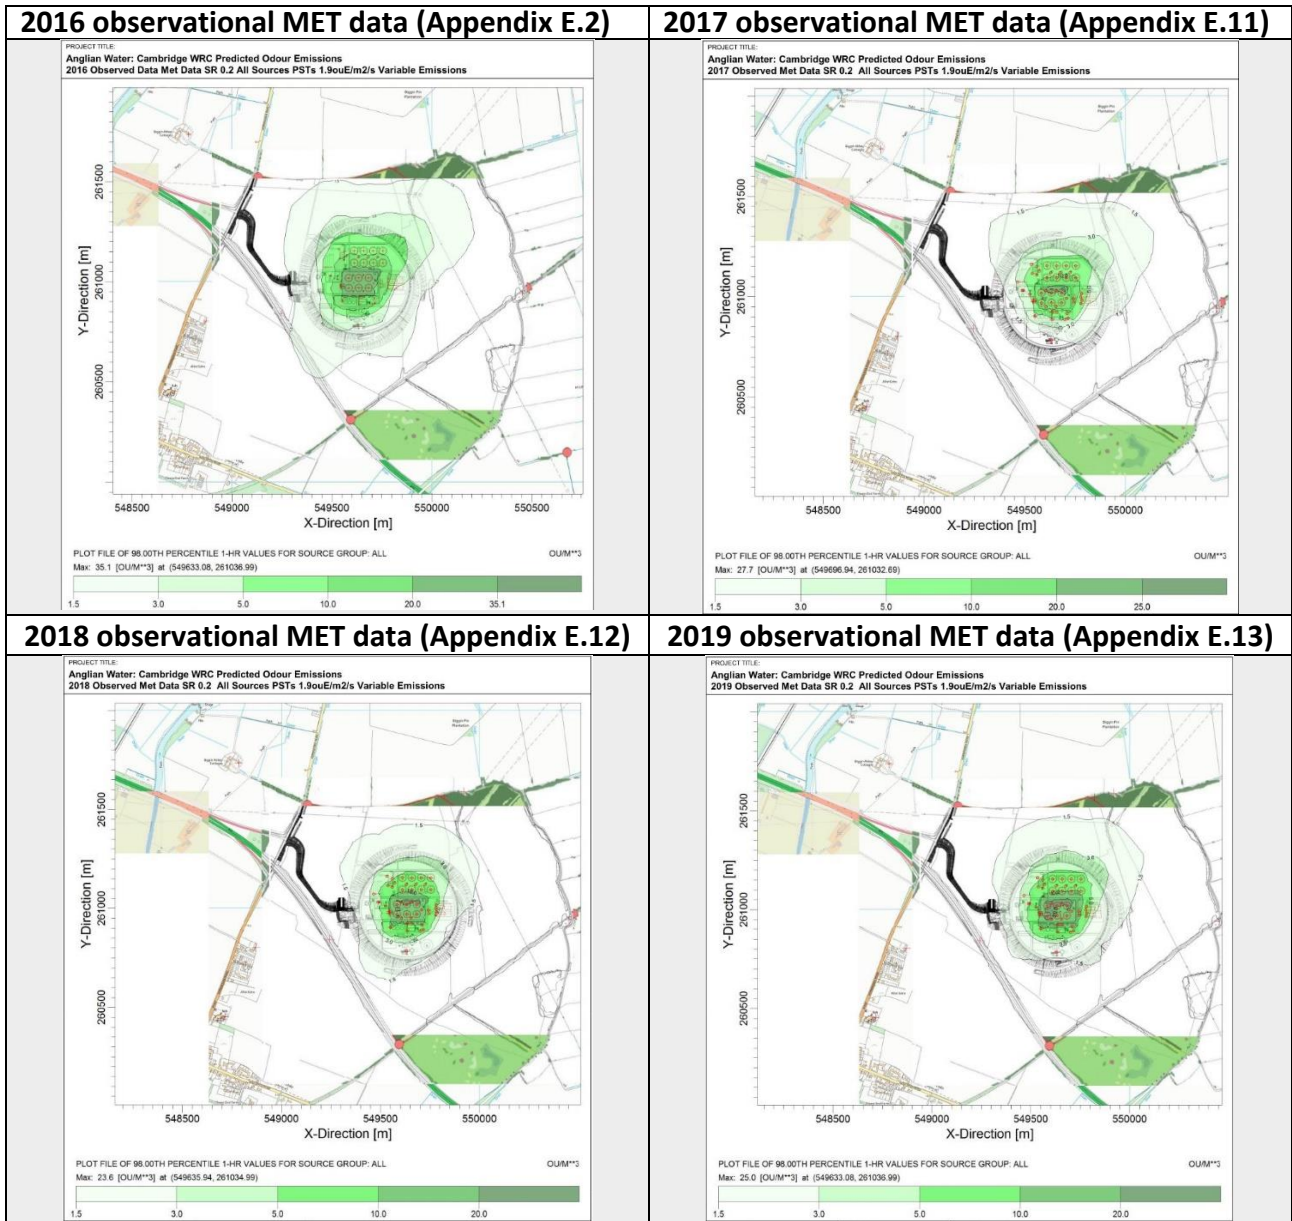 2016 observational MET data (Appendix E.2)
PROJECT TITLE:
Anglian Water: Cambridge WRC Predicted Odour Emissions
2016 Observed Data Met Data SR 0.2 All Sources PSTs 1.9ouE/m2/s Variable Emissions
Y-Direction [m]
261500
261000
260500
548500 549000 549500 550000 550500
X-Direction [m]
PLOT FILE OF 98.00TH PERCENTILE 1-HR VALUES FOR SOURCE GROUP: ALL OU/M**3
Max: 35.1 [OU/M**3] at (549633.08, 261036.99)
1.5 3.0 5.0 10.0 20.0 35.1
2017 observational MET data (Appendix E.11)
PROJECT TITLE:
Anglian Water: Cambridge WRC Predicted Odour Emissions
2017 Observed Met Data SR 0.2 All Sources PSTs 1.9ouE/m2/s Variable Emissions
Y-Direction [m]
261500
261000
260500
1.5
3.0
548500 549000 549500 550000
X-Direction [m]
PLOT FILE OF 98.00TH PERCENTILE 1-HR VALUES FOR SOURCE GROUP: ALL OU/M**3
Max: 27.7 [OU/M**3] at (549696.94, 261032.69)
1.5 3.0 5.0 10.0 20.0 25.0
2018 observational MET data (Appendix E.12)
PROJECT TITLE:
Anglian Water: Cambridge WRC Predicted Odour Emissions
2018 Observed Met Data SR 0.2 All Sources PSTs 1.9ouE/m2/s Variable Emissions
Y-Direction [m]
261500
261000
260500
1.5
548500 549000 549500 550000
X-Direction [m]
PLOT FILE OF 98.00TH PERCENTILE 1-HR VALUES FOR SOURCE GROUP: ALL OU/M**3
Max: 23.6 [OU/M**3] at (549635.94, 261034.99)
1.5 3.0 5.0 10.0 20.0
2019 observational MET data (Appendix E.13)
PROJECT TITLE:
Anglian Water: Cambridge WRC Predicted Odour Emissions
2019 Observed Met Data SR 0.2 All Sources PSTs 1.9ouE/m2/s Variable Emissions
Y-Direction [m]
261500
261000
260500
1.5
548500 549000 549500 550000
X-Direction [m]
PLOT FILE OF 98.00TH PERCENTILE 1-HR VALUES FOR SOURCE GROUP: ALL OU/M**3
Max: 25.0 [OU/M**3] at (549633.08, 261036.99)
1.5 3.0 5.0 10.0 20.0